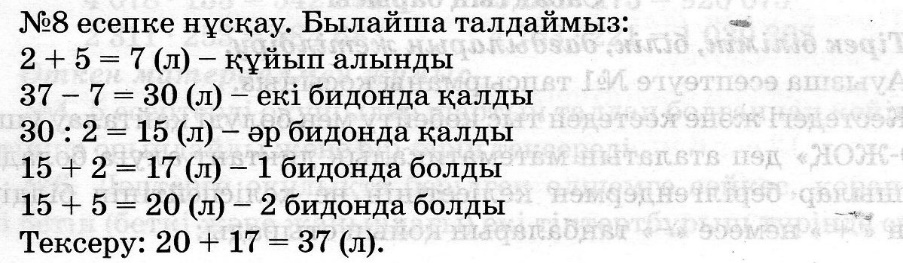 №8 есепке нұсқау. Былайша талдаймыз:
2 + 5 = 7 (л) – құйып алынды
37 – 7 = 30 (л) – екі бидонда қалды
30 : 2 = 15 (л) – әр бидонда қалды
15 + 2 = 17 (л) – 1 бидонда болды
15 + 5 = 20 (л) – 2 бидонда болды
Тексеру: 20 + 17 = 37 (л).